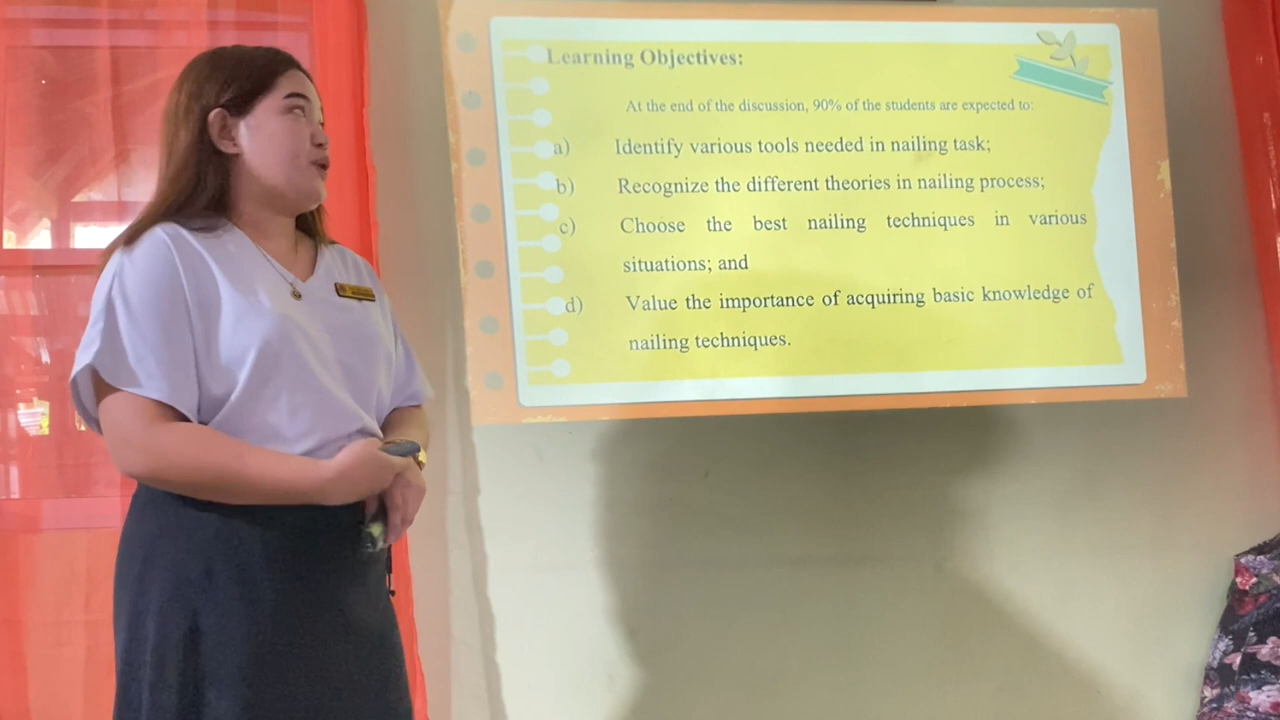 Learning Objectives:
At the end of the discussion, 90% of the students are expected to:
a) Identify various tools needed in nailing task;
b) Recognize the different theories in nailing process;
c) Choose the best nailing techniques in various
situations; and
d) Value the importance of acquiring basic knowledge of
nailing techniques.